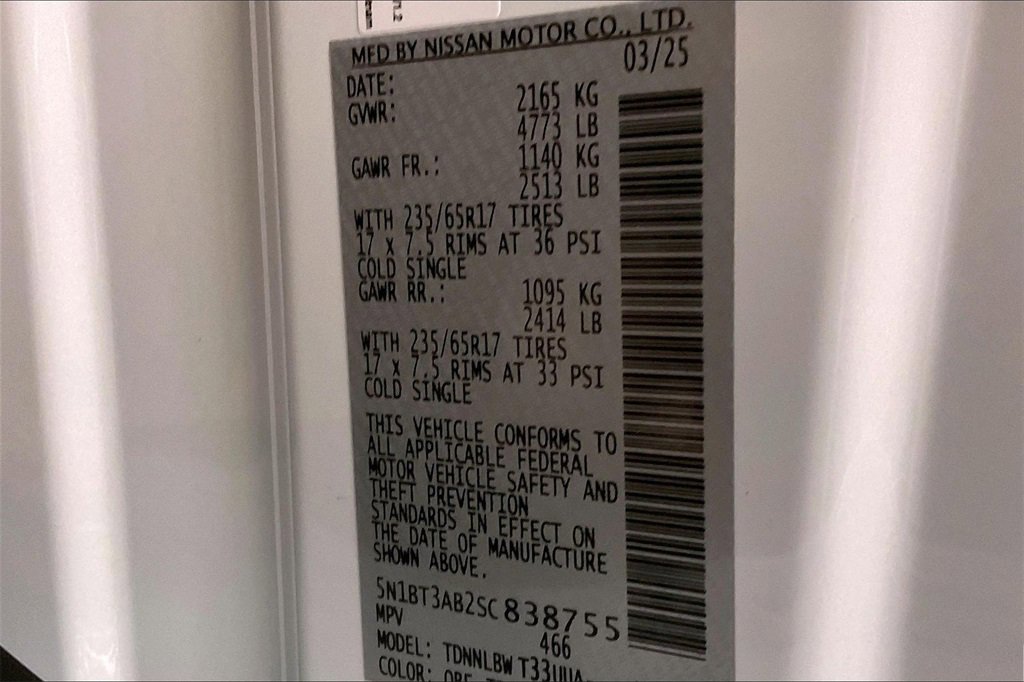 MFD BY NISSAN MOTOR CO., LTD.
DATE: 03/25
GVWR: 2165 KG
4773 LB
GAWR FR.: 1140 KG
2513 LB
WITH 235/65R17 TIRES
17 x 7.5 RIMS AT 36 PSI
COLD SINGLE
GAWR RR.: 1095 KG
2414 LB
WITH 235/65R17 TIRES
17 x 7.5 RIMS AT 33 PSI
COLD SINGLE
THIS VEHICLE CONFORMS TO
ALL APPLICABLE FEDERAL
MOTOR VEHICLE SAFETY AND
THEFT PREVENTION
STANDARDS IN EFFECT ON
THE DATE OF MANUFACTURE
SHOWN ABOVE.
5N1BT3AB2SC838755
MPV 466
MODEL: TDNNLBW T33UUA
COLOR: